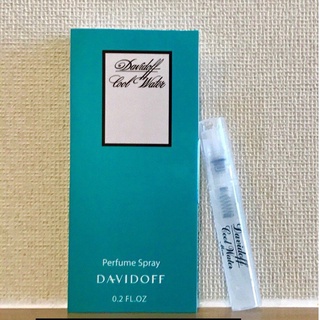 Davidoff
Cool Water
Perfume Spray
DAVIDOFF
0.2 FL.OZ
Davidoff
Cool Water